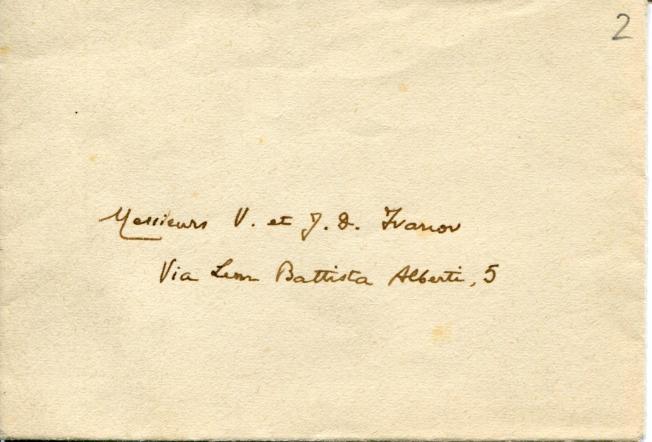 2
Messieurs V. et J. D. Ivanov
Via Leon Battista Alberti, 5